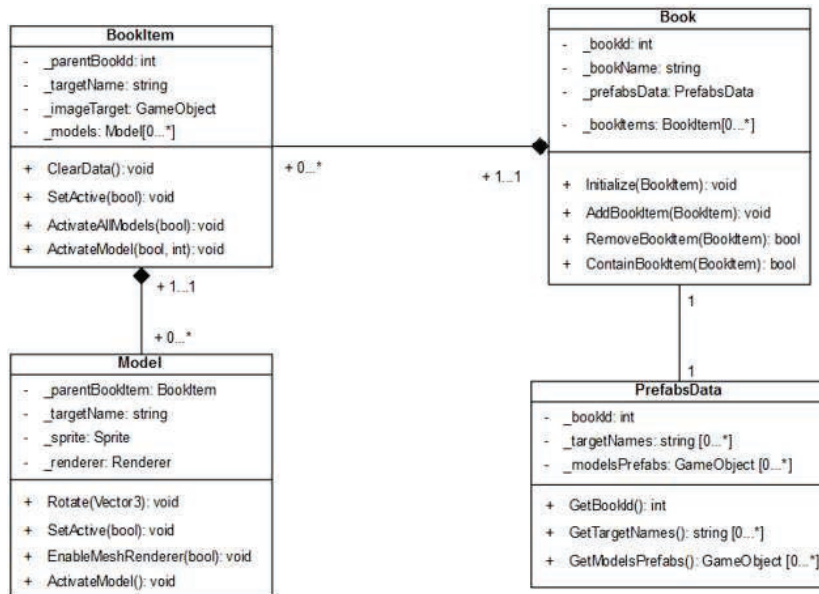 BookItem
- _parentBookId: int
- _targetName: string
- _imageTarget: GameObject
- _models: Model[0...*]
+ ClearData(): void
+ SetActive(bool): void
+ ActivateAllModels(bool): void
+ ActivateModel(bool, int): void
+ 0...*
+ 1...1
Book
- _bookId: int
- _bookName: string
- _prefabsData: PrefabsData
- _bookItems: BookItem[0...*]
+ Initialize(BookItem): void
+ AddBookItem(BookItem): void
+ RemoveBookItem(BookItem): bool
+ ContainBookItem(BookItem): bool
+ 1...1
+ 0...*
Model
- _parentBookItem: BookItem
- _targetName: string
- _sprite: Sprite
- _renderer: Renderer
+ Rotate(Vector3): void
+ SetActive(bool): void
+ EnableMeshRenderer(bool): void
+ ActivateModel(): void
1
1
PrefabsData
- _bookId: int
- _targetNames: string [0...*]
- _modelsPrefabs: GameObject [0...*]
+ GetBookId(): int
+ GetTargetNames(): string [0...*]
+ GetModelsPrefabs(): GameObject [0...*]